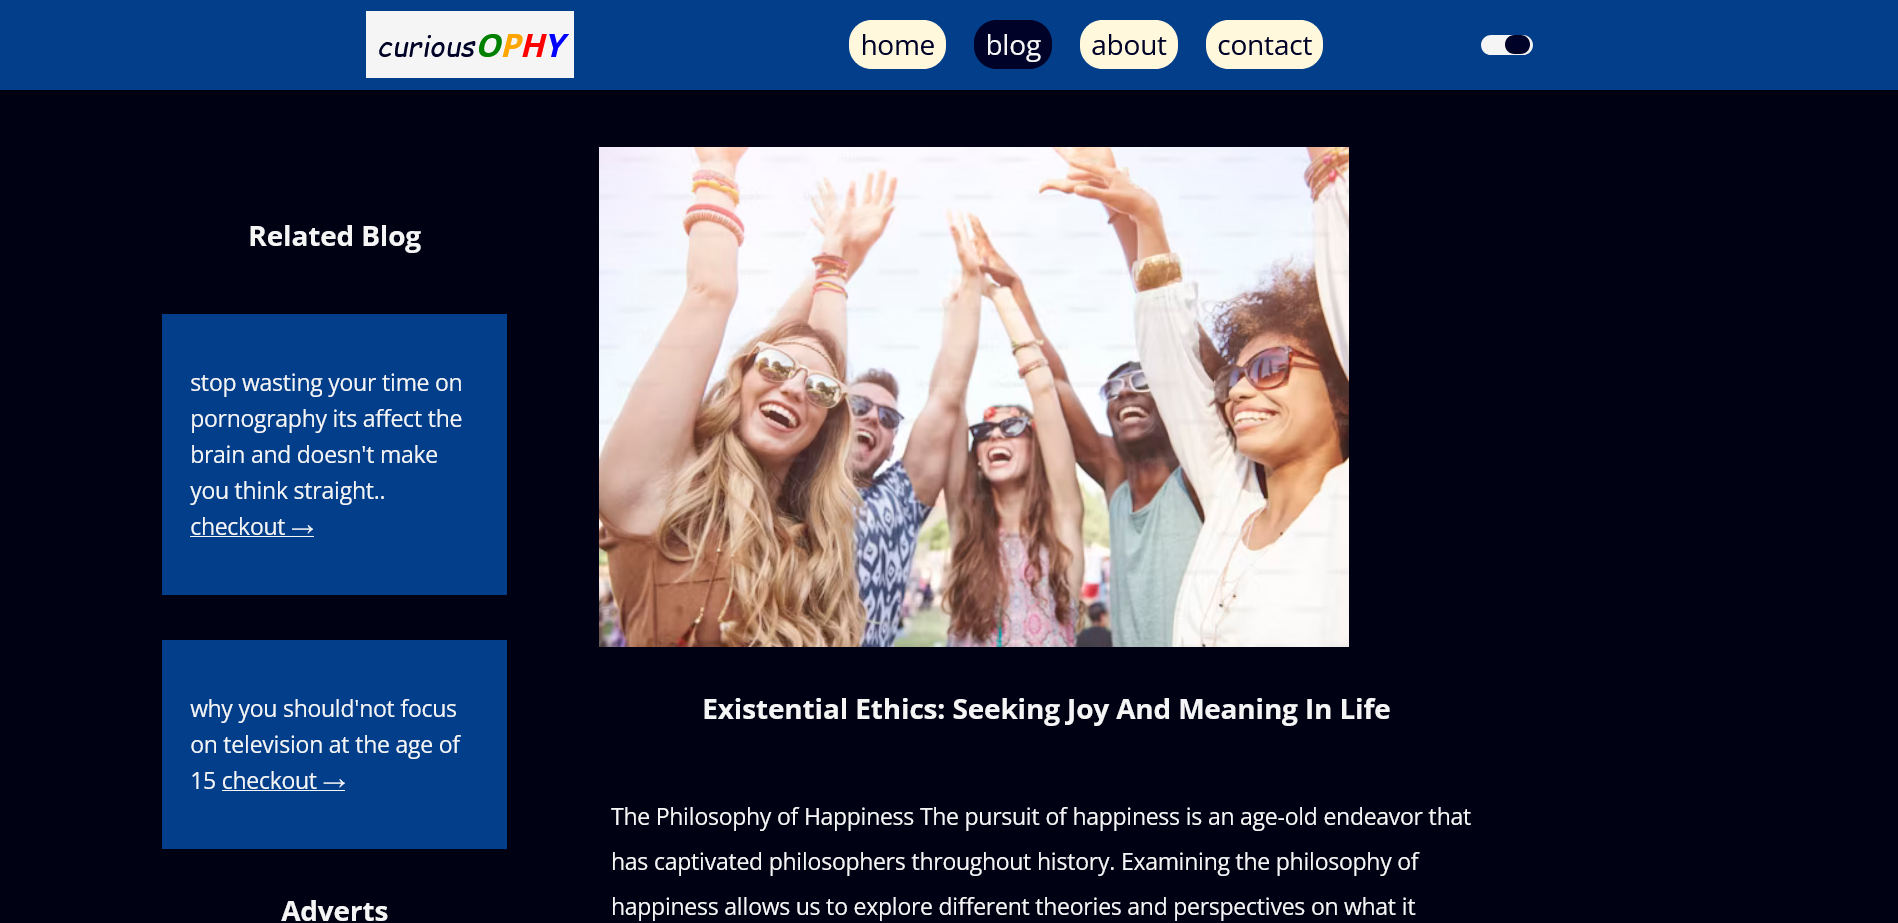 curiousOPHY
home
blog
about
contact
Related Blog
stop wasting your time on
pornography its affect the
brain and doesn't make
you think straight..
checkout →
why you should'not focus
on television at the age of
15 checkout →
Adverts
Existential Ethics: Seeking Joy And Meaning In Life
The Philosophy of Happiness The pursuit of happiness is an age-old endeavor that
has captivated philosophers throughout history. Examining the philosophy of
happiness allows us to explore different theories and perspectives on what it